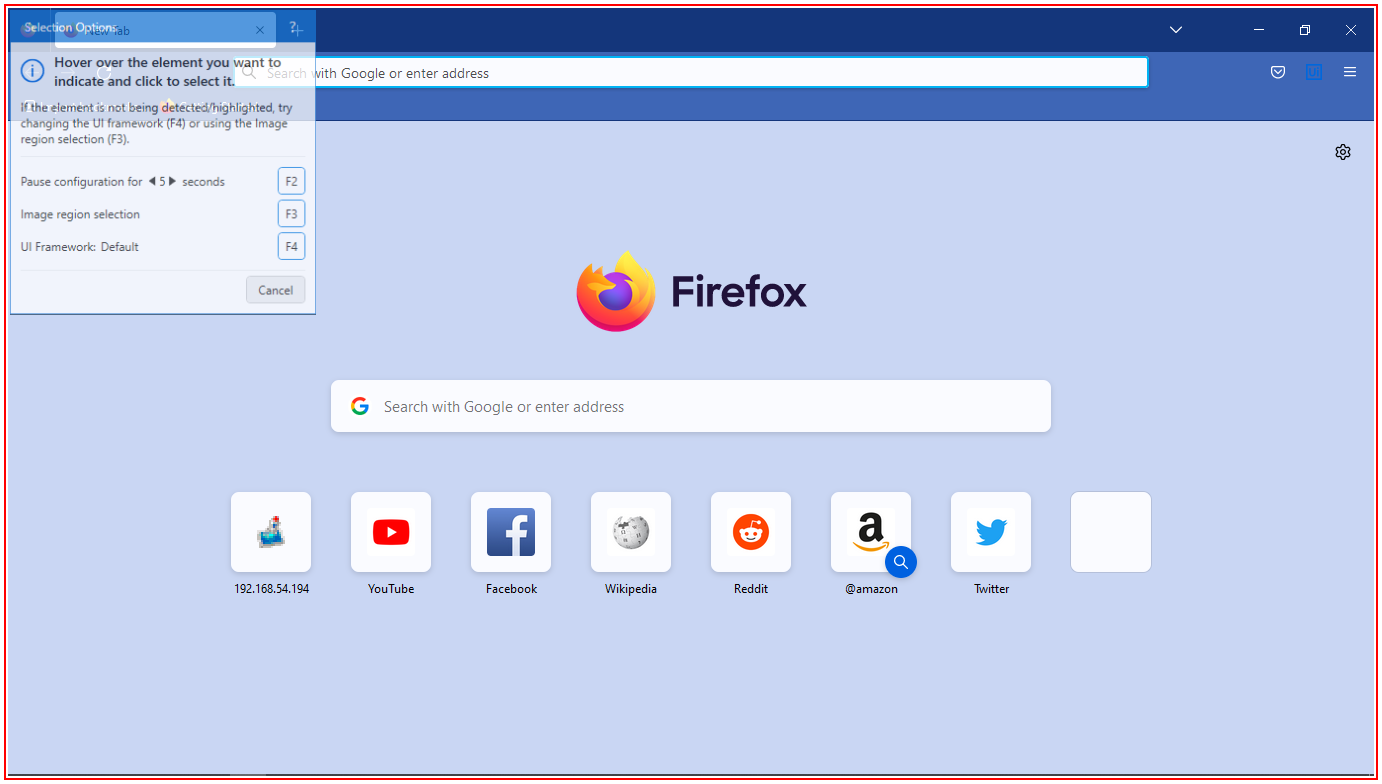 Selection Options
New Tab
?
Hover over the element you want to
indicate and click to select it.
Search with Google or enter address
UI
If the element is not being detected/highlighted, try
changing the UI framework (F4) or using the Image
region selection (F3).
Pause configuration for 5 seconds
F2
Image region selection
F3
UI Framework: Default
F4
Cancel
Firefox
Search with Google or enter address
192.168.54.194
YouTube
Facebook
Wikipedia
Reddit
@amazon
Twitter